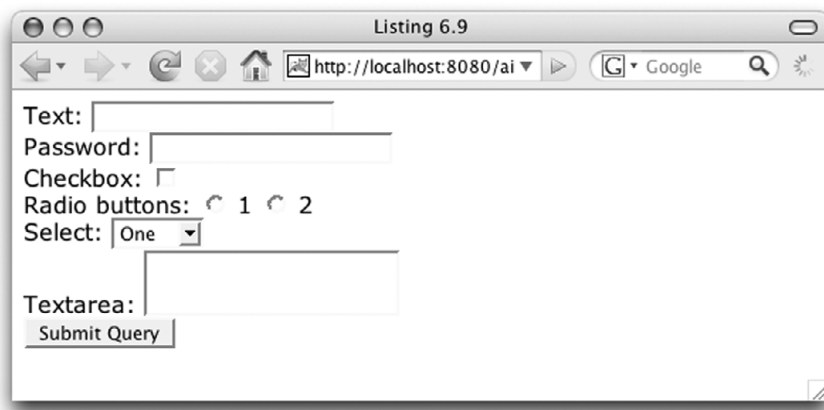 Listing 6.9
http://localhost:8080/ai G Google
Text:
Password:
Checkbox:
Radio buttons: 1 2
Select: One
Textarea:
Submit Query